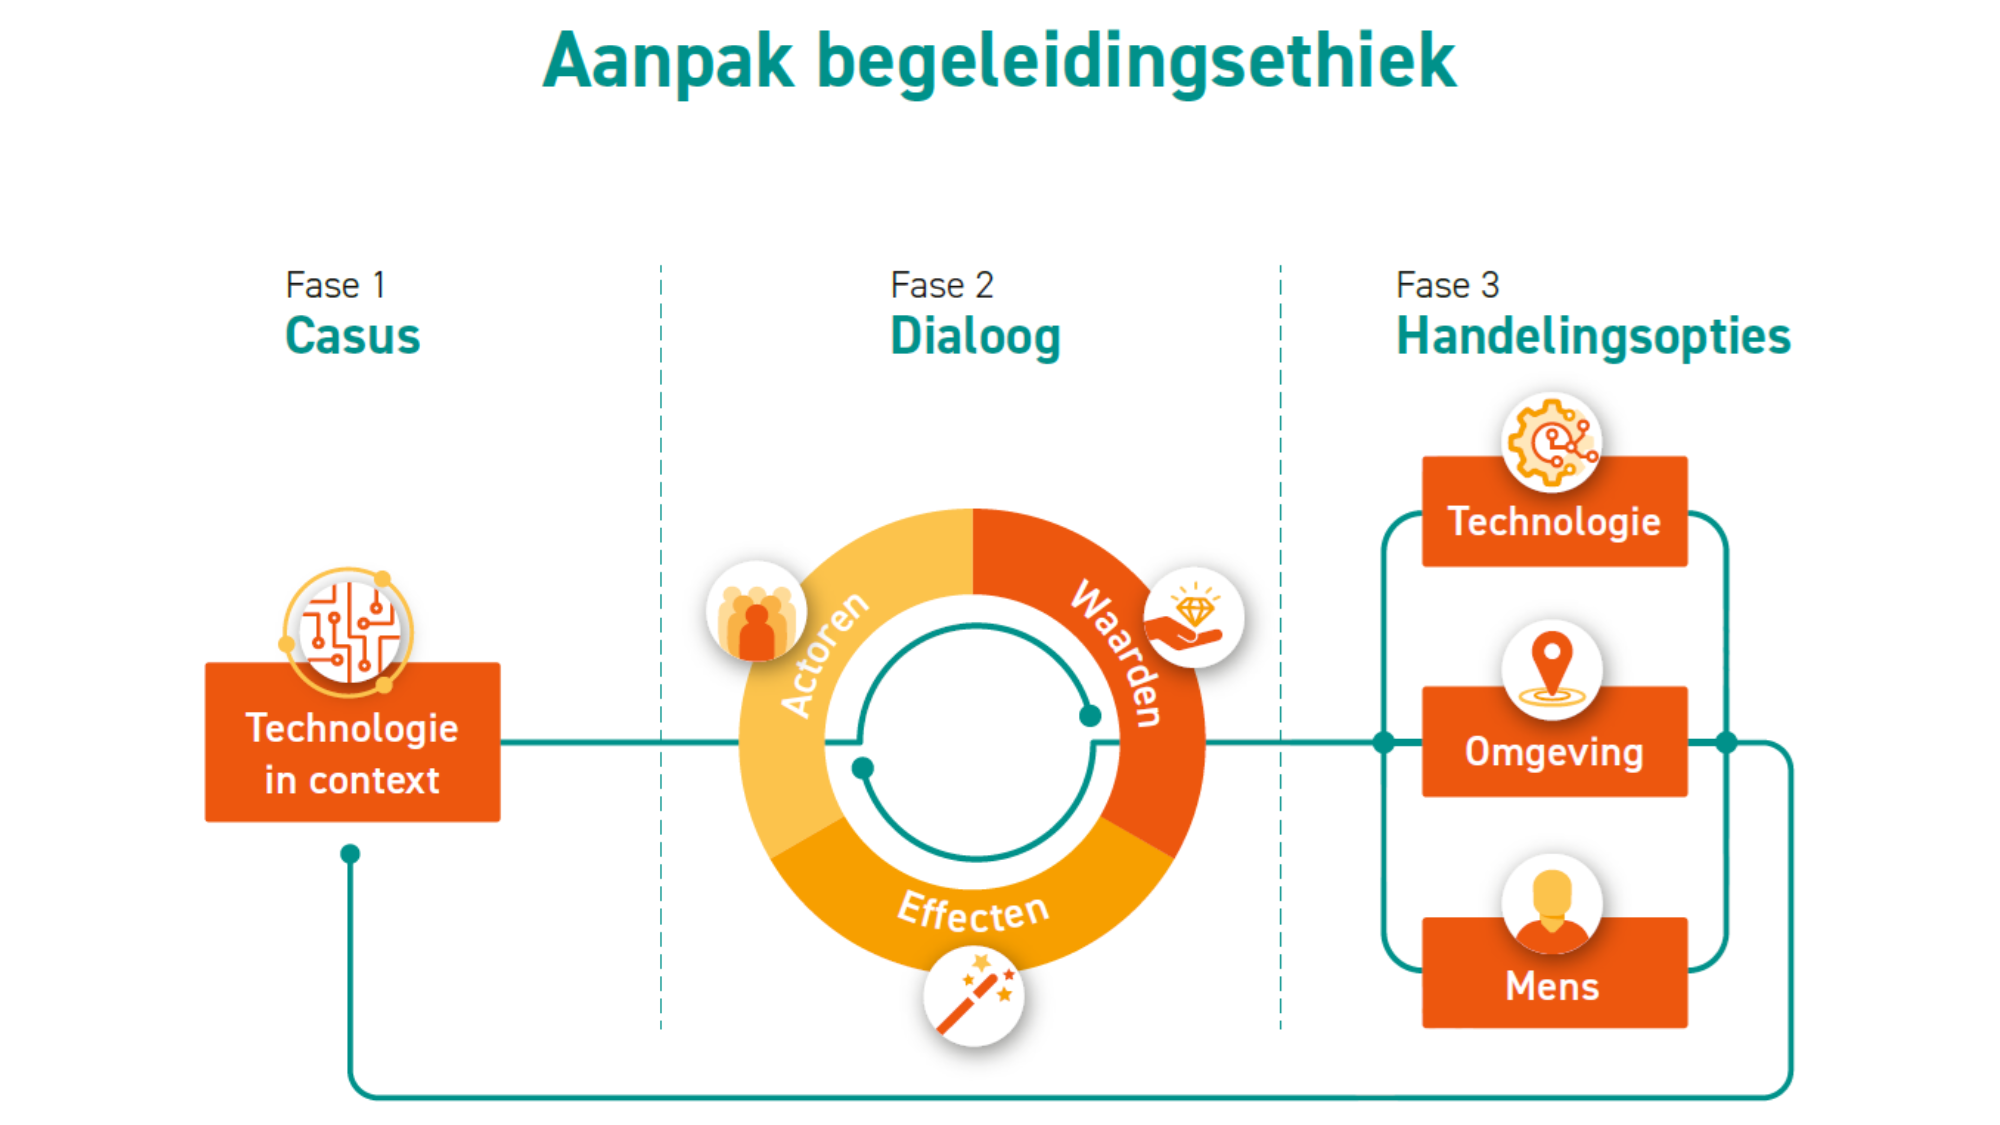 Aanpak begeleidingsethiek
Fase 1
Casus
Technologie
in context
Fase 2
Dialoog
Actoren
Waarden
Effecten
Fase 3
Handelingsopties
Technologie
Omgeving
Mens